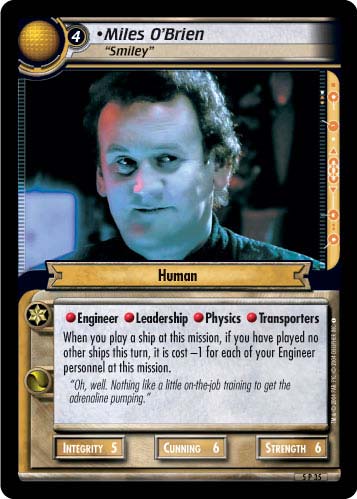 4 •Miles O'Brien
"Smiley"
Human
Engineer Leadership Physics Transporters
When you play a ship at this mission, if you have played no
other ships this turn, it is cost –1 for each of your Engineer
personnel at this mission.
"Oh, well. Nothing like a little on-the-job training to get the
adrenaline pumping."
INTEGRITY 5 CUNNING 6 STRENGTH 6
5 P 35